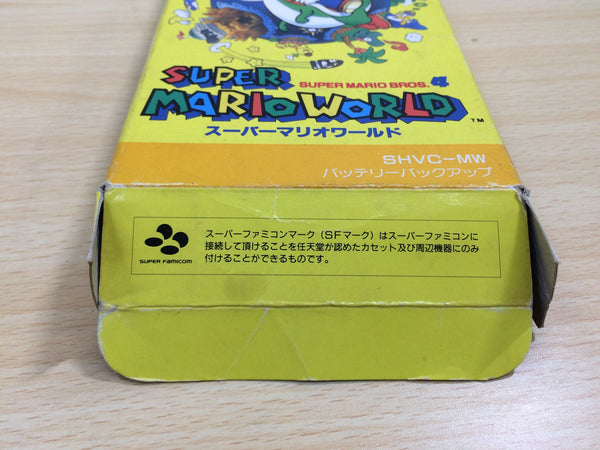 SUPER
SUPER MARIO BROS. 4
MARIO WORLD ™
スーパーマリオワールド
SHVC-MW
バッテリーバックアップ
スーパーファミコンマーク(SFマーク)はスーパーファミコンに
接続して頂けることを任天堂が認めたカセット及び周辺機器にのみ
付けることができるものです。
SUPER FAMICOM